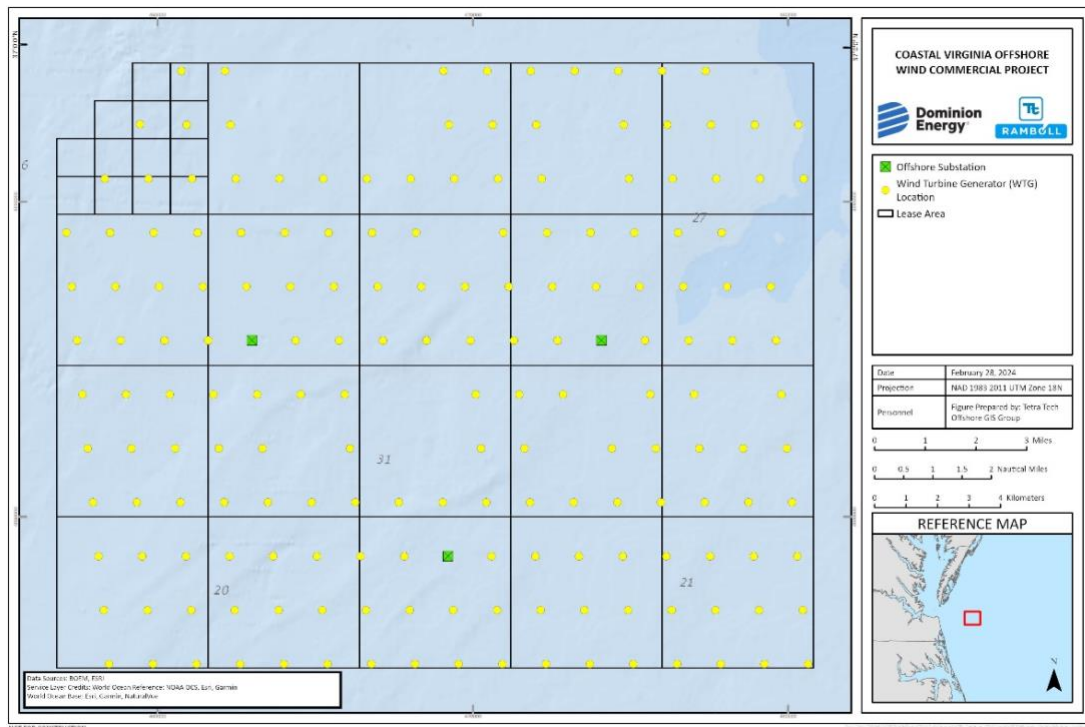 COASTAL VIRGINIA OFFSHORE
WIND COMMERCIAL PROJECT
Dominion
Energy®
Tt
RAMBOLL
Offshore Substation
Wind Turbine Generator (WTG)
Location
Lease Area
6
27
31
20
21
Date February 28, 2024
Projection NAD 1983 2011 UTM Zone 18N
Personnel Figure Prepared by: Tetra Tech
Offshore GIS Group
0 1 2 3 Miles
0 0.5 1 1.5 2 Nautical Miles
0 1 2 3 4 Kilometers
REFERENCE MAP
N
Data Sources: BOEM, ESRI
Service Layer Credits: World Ocean Reference: NOAA OCS, Esri, Garmin
World Ocean Base: Esri, Garmin, NaturalVue